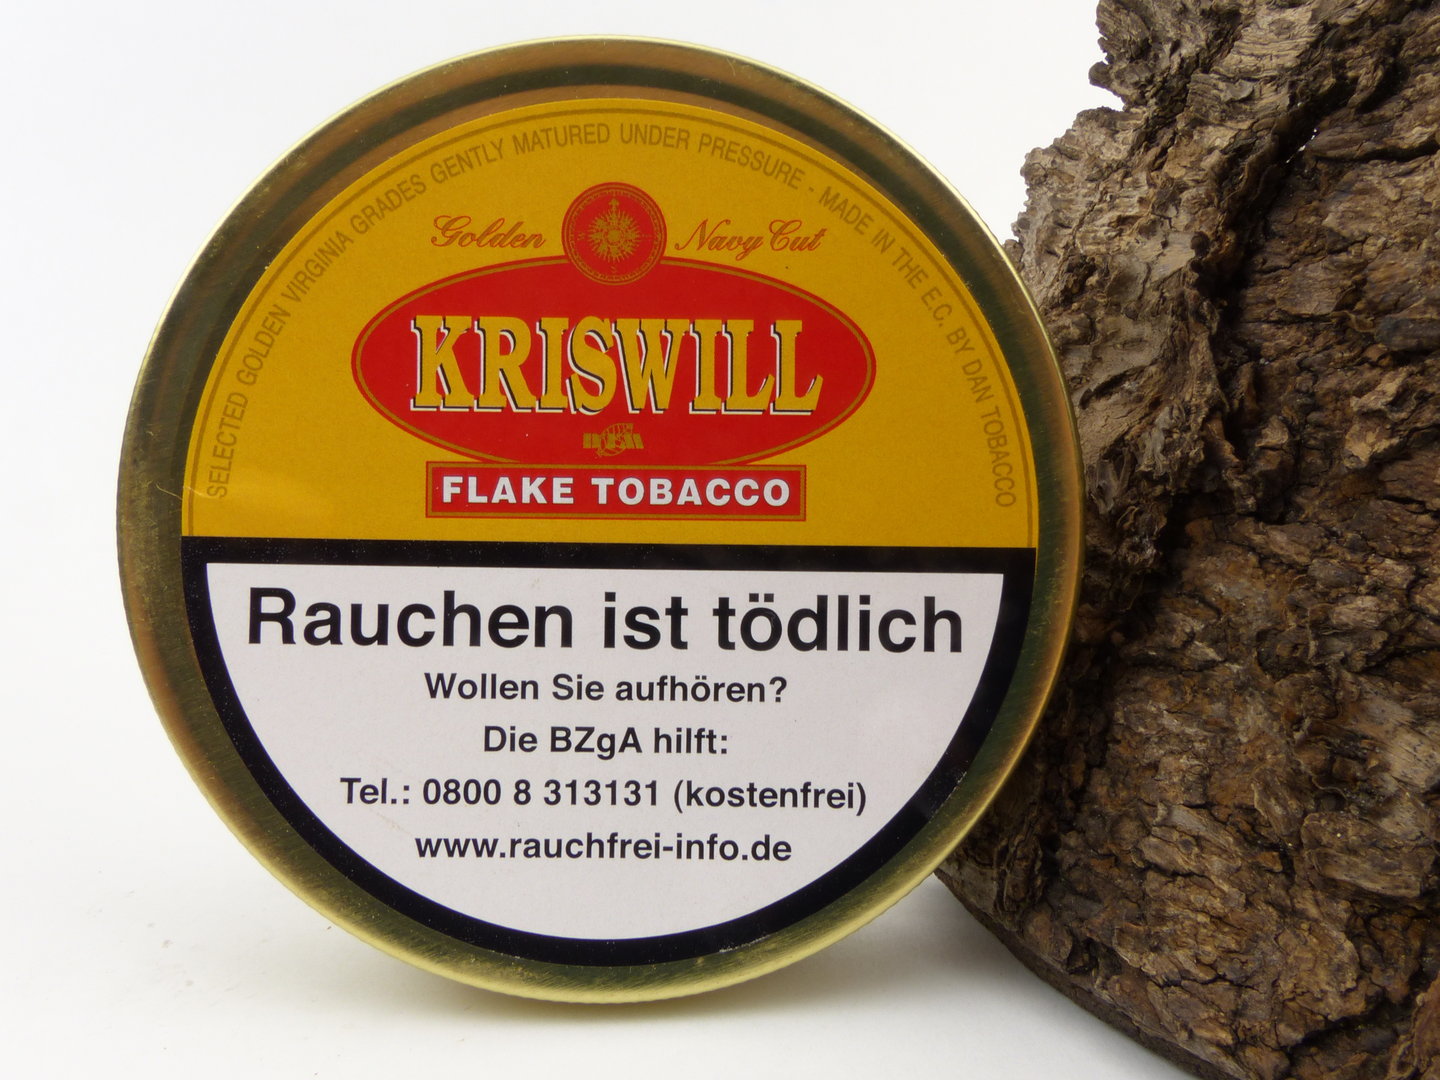 SELECTED GOLDEN VIRGINIA GRADES GENTLY MATURED UNDER PRESSURE - MADE IN THE E.C. BY DAN TOBACCO
Golden Navy Cut
KRISWILL
FLAKE TOBACCO
Rauchen ist tödlich
Wollen Sie aufhören?
Die BZgA hilft:
Tel.: 0800 8 313131 (kostenfrei)
www.rauchfrei-info.de